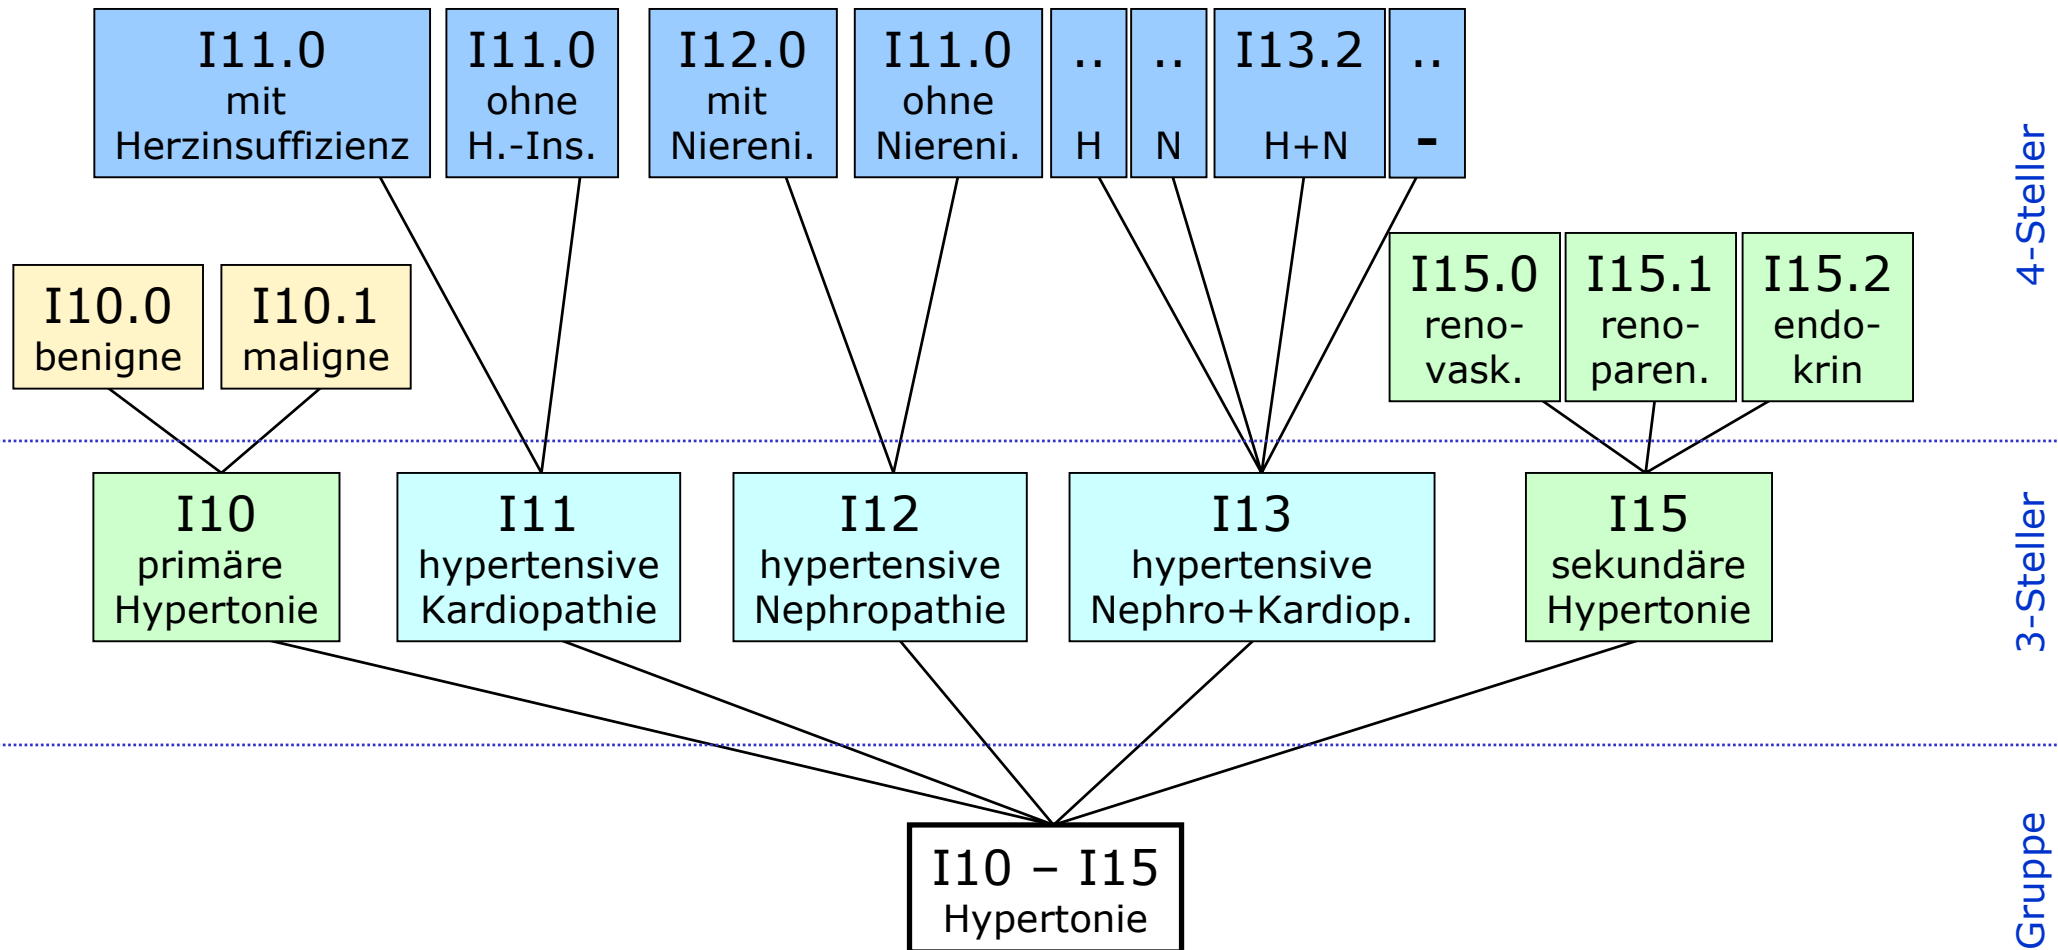 I11.0
mit
Herzinsuffizienz
I11.0
ohne
H.-Ins.
I12.0
mit
Niereni.
I11.0
ohne
Niereni.
..
H
..
N
I13.2
H+N
..
-
4-Steller
I10.0
benigne
I10.1
maligne
I15.0
reno-
vask.
I15.1
reno-
paren.
I15.2
endo-
krin
I10
primäre
Hypertonie
I11
hypertensive
Kardiopathie
I12
hypertensive
Nephropathie
I13
hypertensive
Nephro+Kardiop.
I15
sekundäre
Hypertonie
3-Steller
I10 – I15
Hypertonie
Gruppe